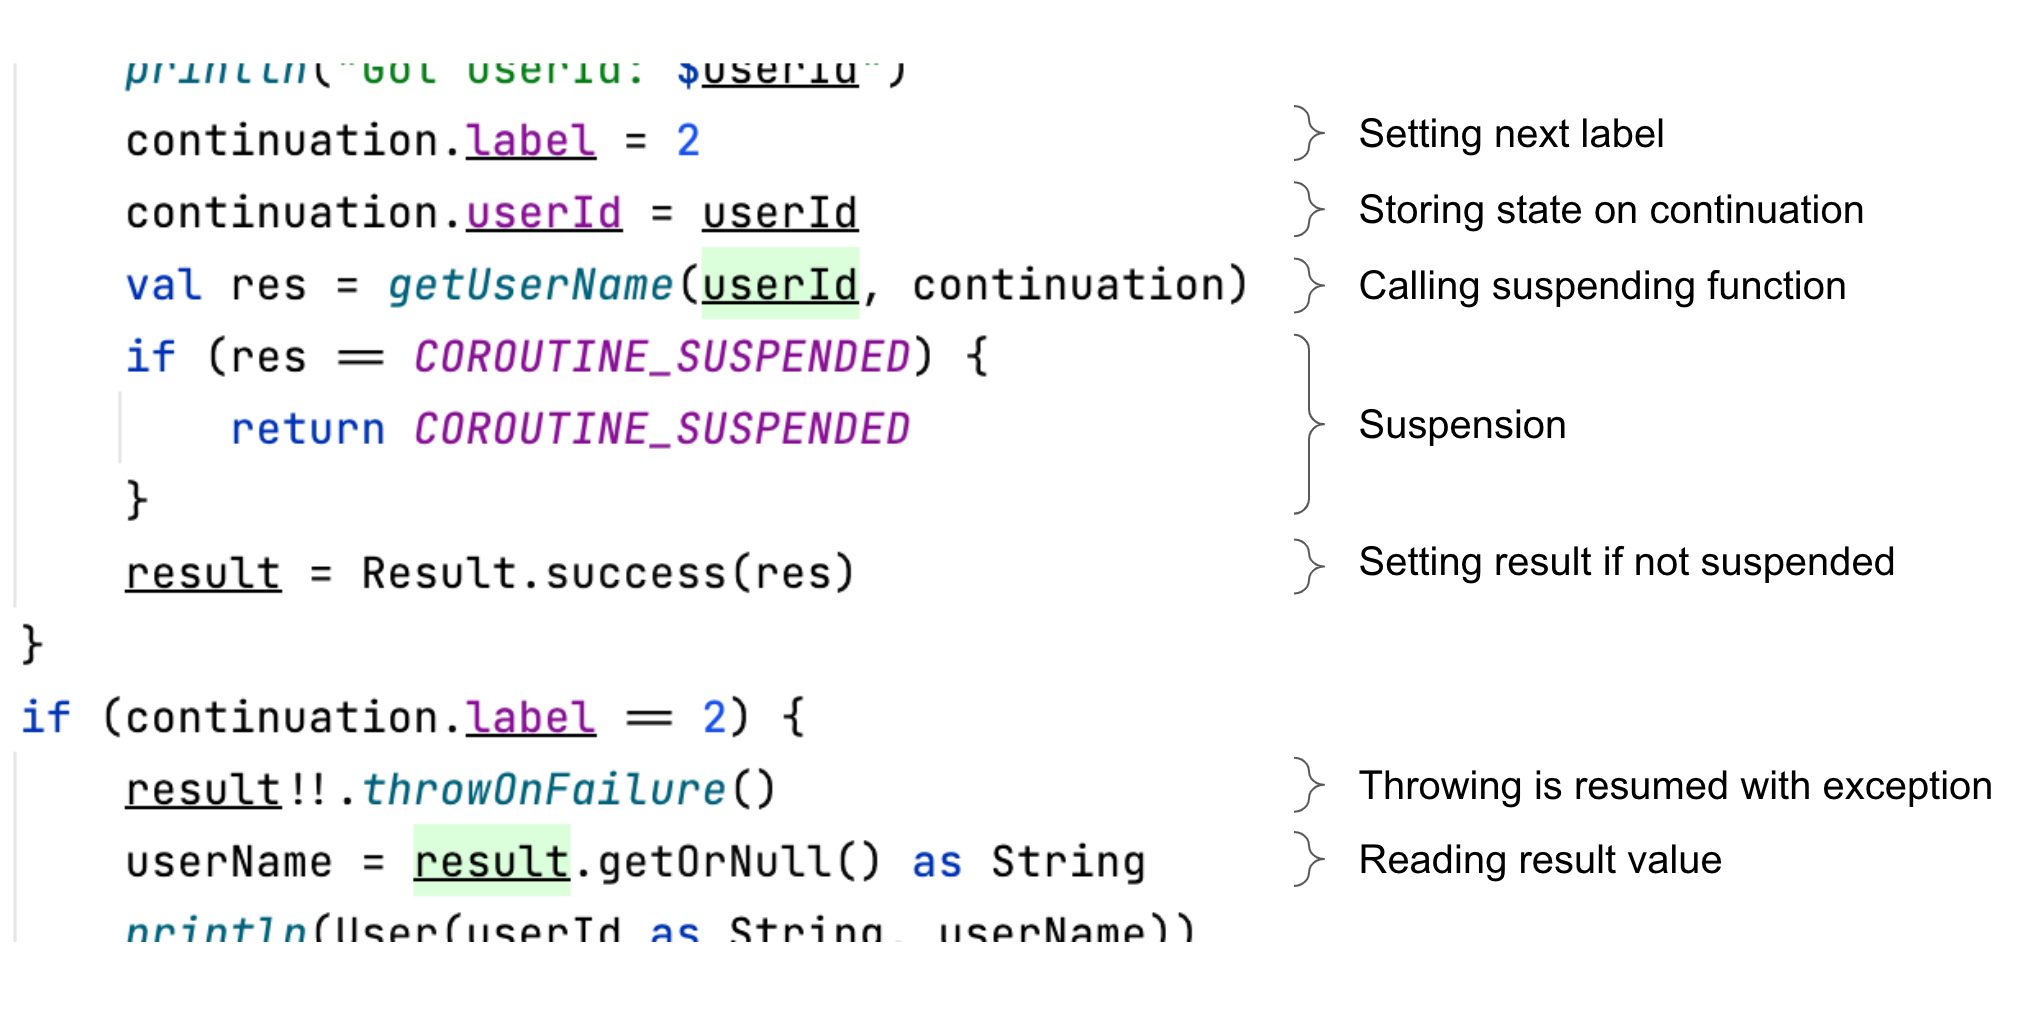 println("Got userId: $userId")
continuation.label = 2
Setting next label
continuation.userId = userId
Storing state on continuation
val res = getUserName(userId, continuation)
Calling suspending function
if (res == COROUTINE_SUSPENDED) {
return COROUTINE_SUSPENDED
Suspension
}
result = Result.success(res)
Setting result if not suspended
}
if (continuation.label == 2) {
result!!.throwOnFailure()
Throwing is resumed with exception
userName = result.getOrNull() as String
Reading result value
println(User(userId as String, userName))